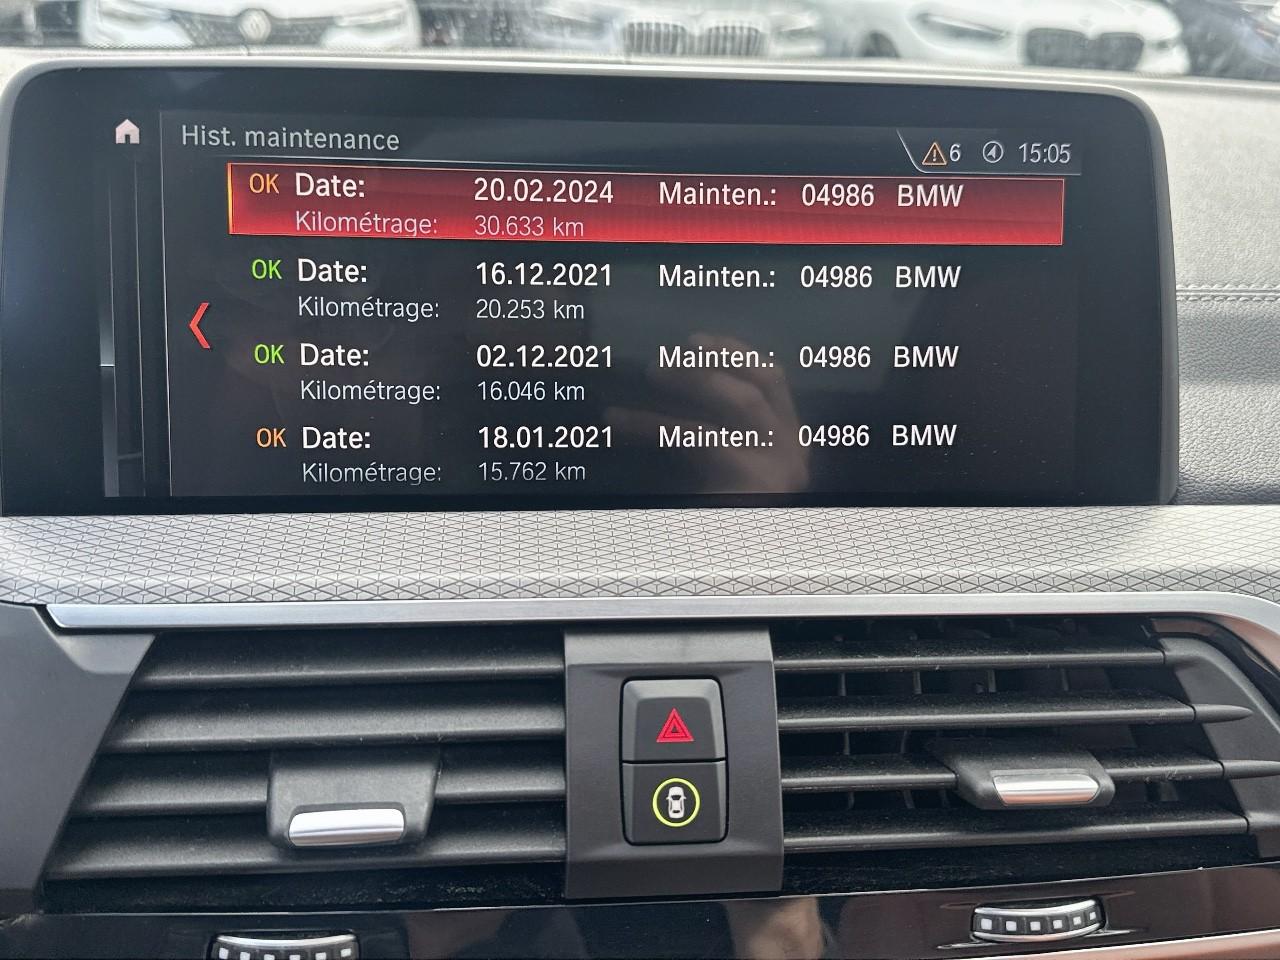 Hist. maintenance
6 15:05
OK Date: 20.02.2024 Mainten.: 04986 BMW
Kilométrage: 30.633 km
OK Date: 16.12.2021 Mainten.: 04986 BMW
Kilométrage: 20.253 km
OK Date: 02.12.2021 Mainten.: 04986 BMW
Kilométrage: 16.046 km
OK Date: 18.01.2021 Mainten.: 04986 BMW
Kilométrage: 15.762 km